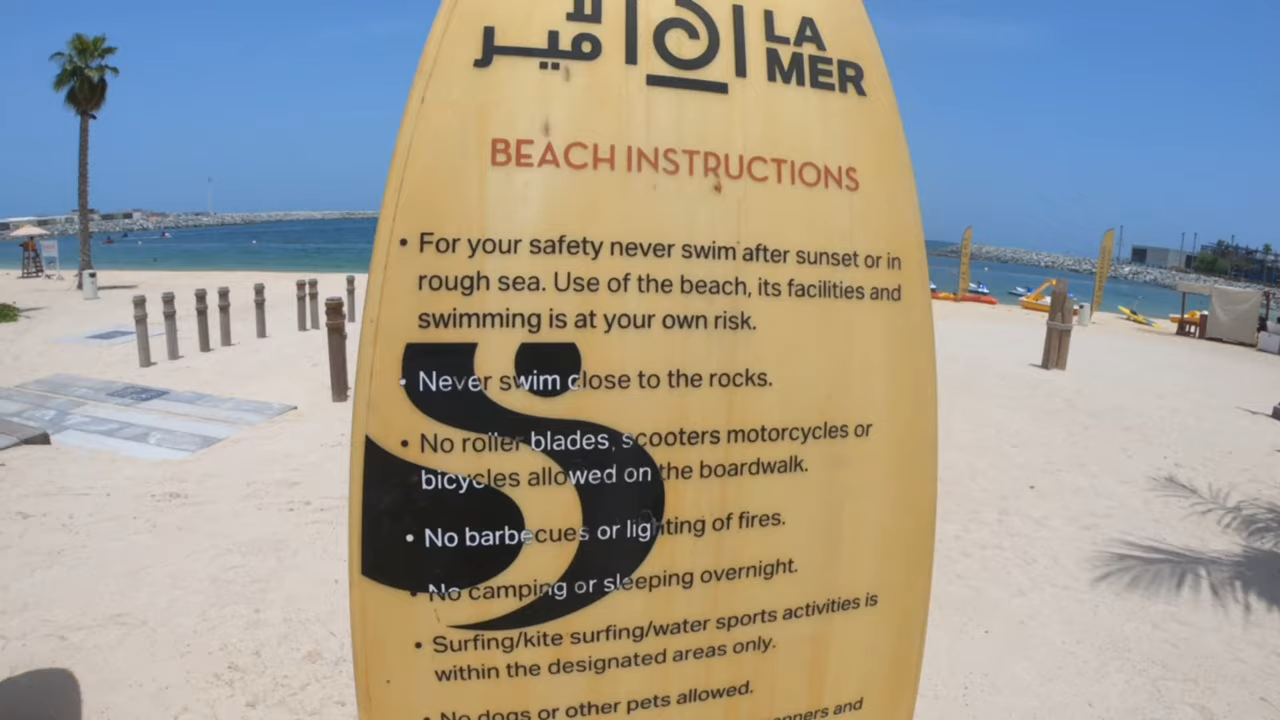 لامير
LA
MER
BEACH INSTRUCTIONS
• For your safety never swim after sunset or in
rough sea. Use of the beach, its facilities and
swimming is at your own risk.
• Never swim close to the rocks.
• No roller blades, scooters motorcycles or
bicycles allowed on the boardwalk.
• No barbecues or lighting of fires.
• No camping or sleeping overnight.
• Surfing/kite surfing/water sports activities is
within the designated areas only.
• No dogs or other pets allowed.
and